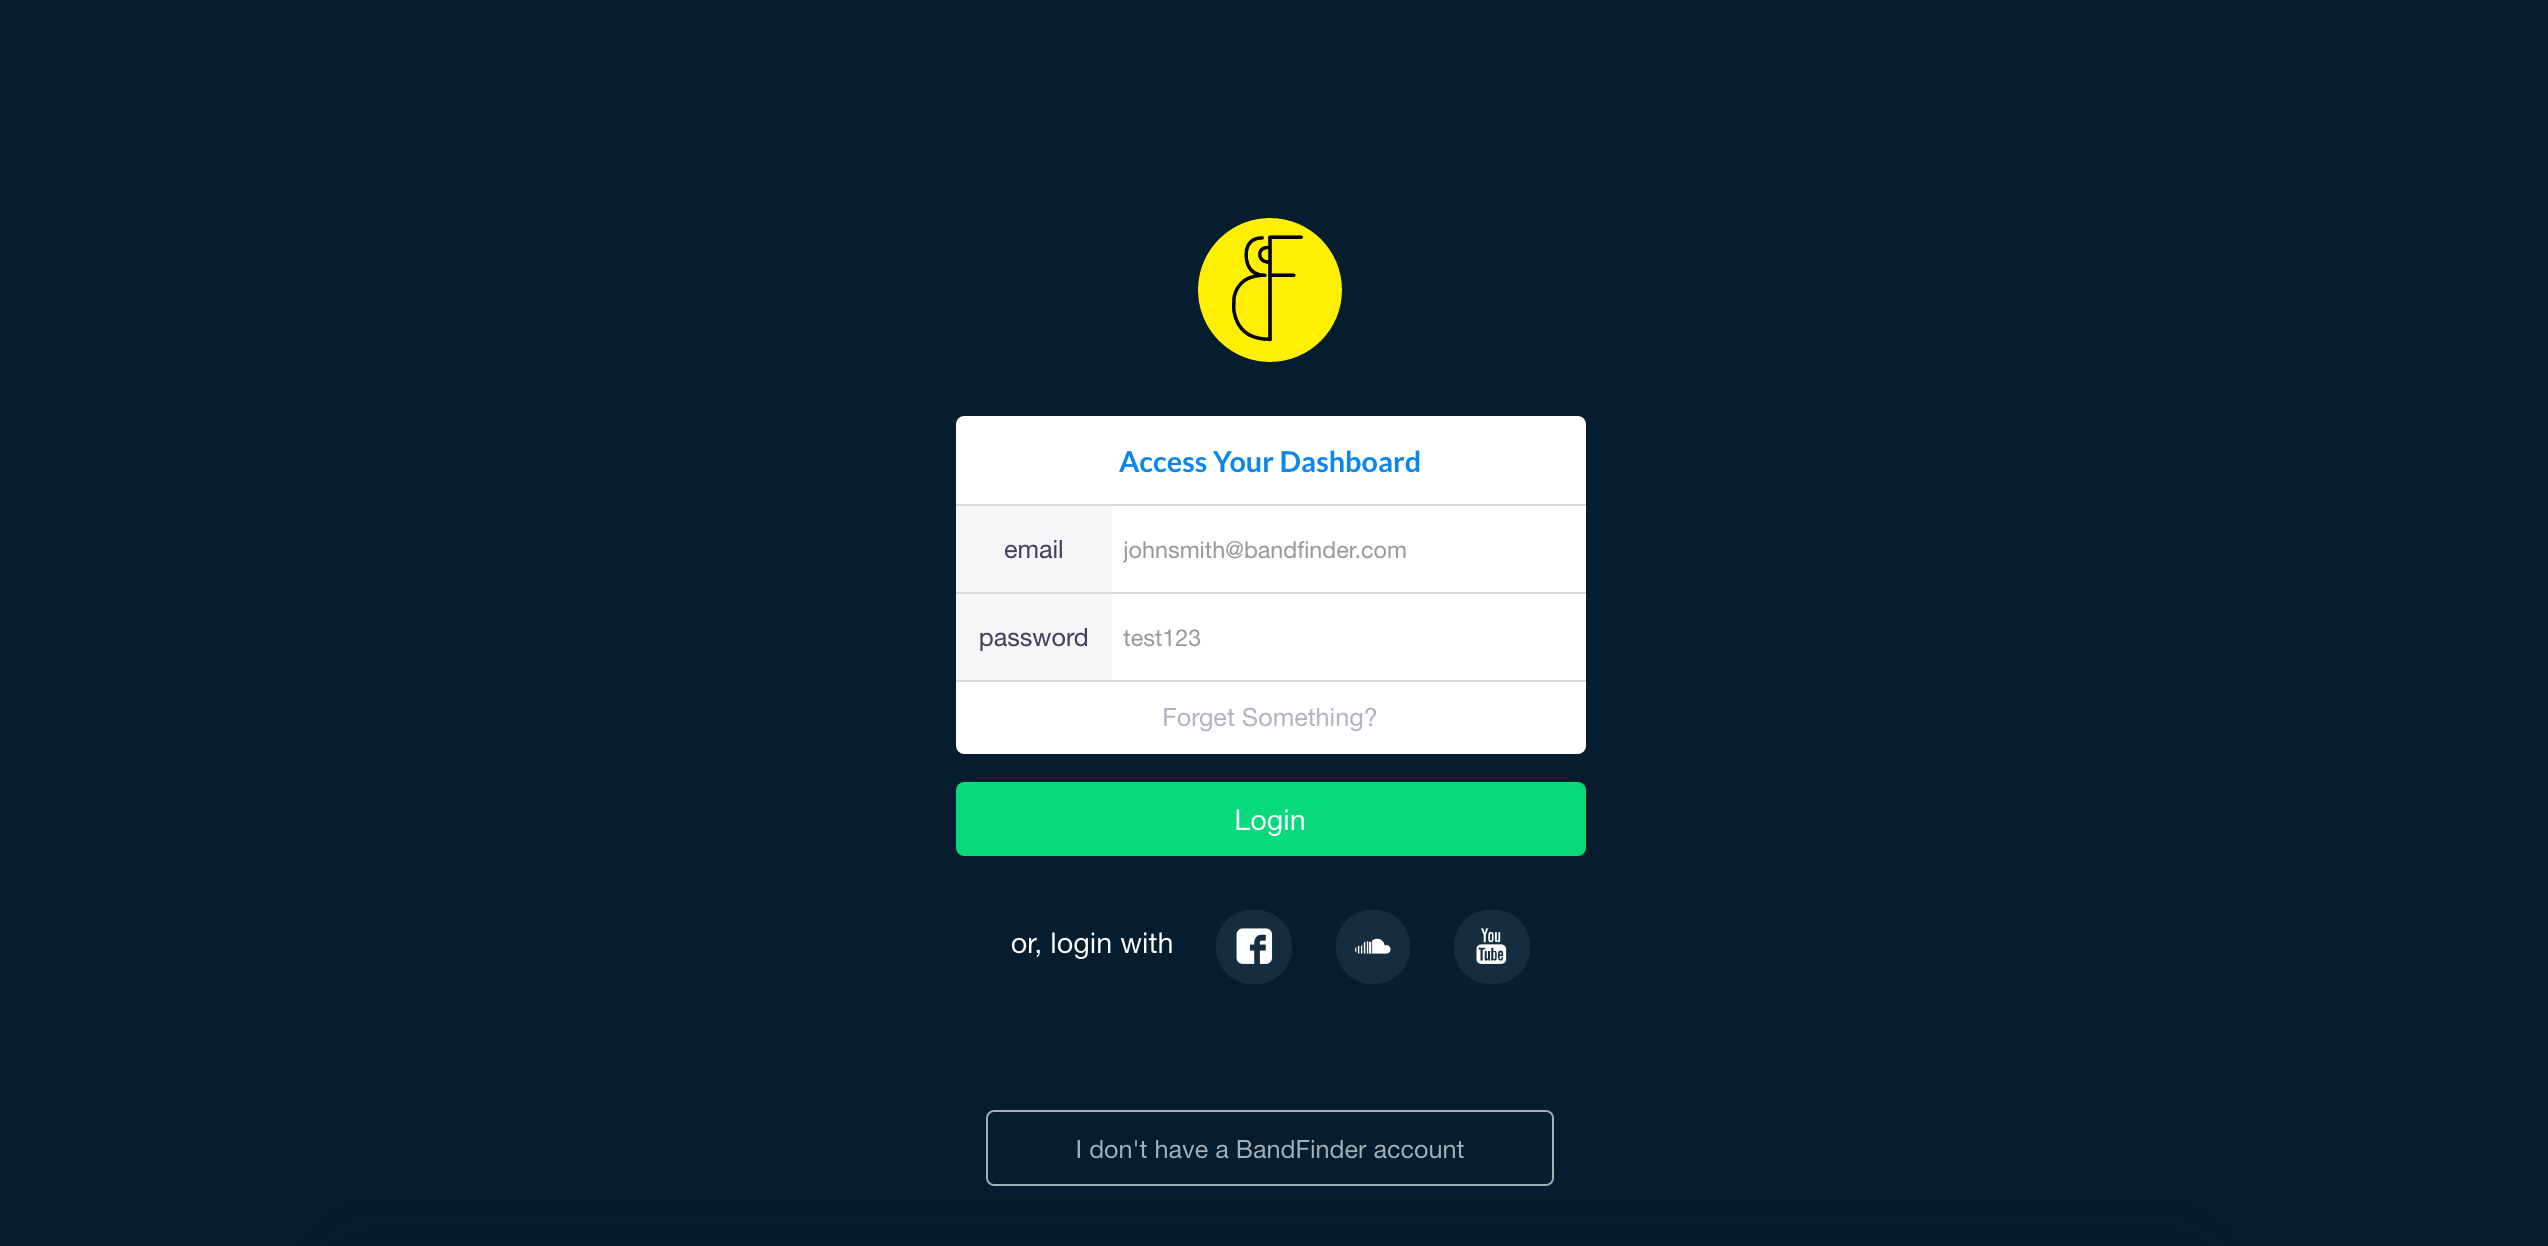 BF
Access Your Dashboard
email johnsmith@bandfinder.com
password test123
Forget Something?
Login
or, login with f You Tube
I don't have a BandFinder account